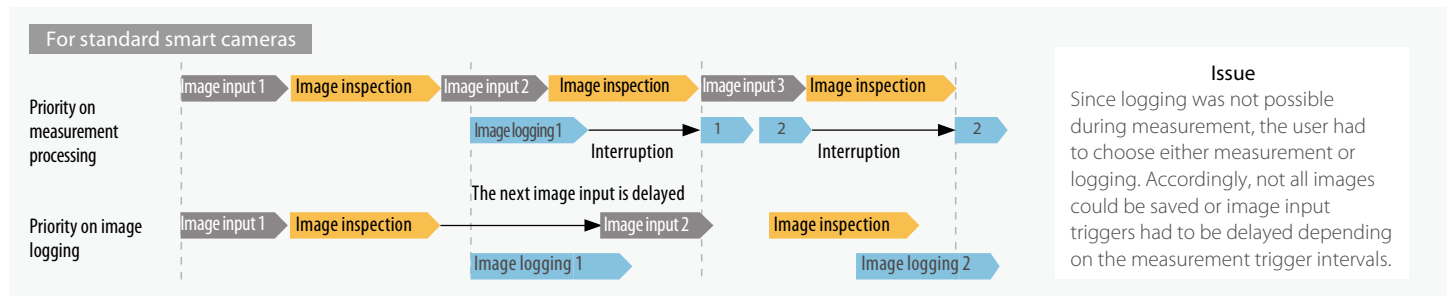 For standard smart cameras
Priority on
measurement
processing
Image input 1
Image inspection
Image input 2
Image inspection
Image input 3
Image inspection
Image logging 1
Interruption
1
2
Interruption
2
The next image input is delayed
Priority on image
logging
Image input 1
Image inspection
Image input 2
Image inspection
Image logging 1
Image logging 2
Issue
Since logging was not possible
during measurement, the user had
to choose either measurement or
logging. Accordingly, not all images
could be saved or image input
triggers had to be delayed depending
on the measurement trigger intervals.